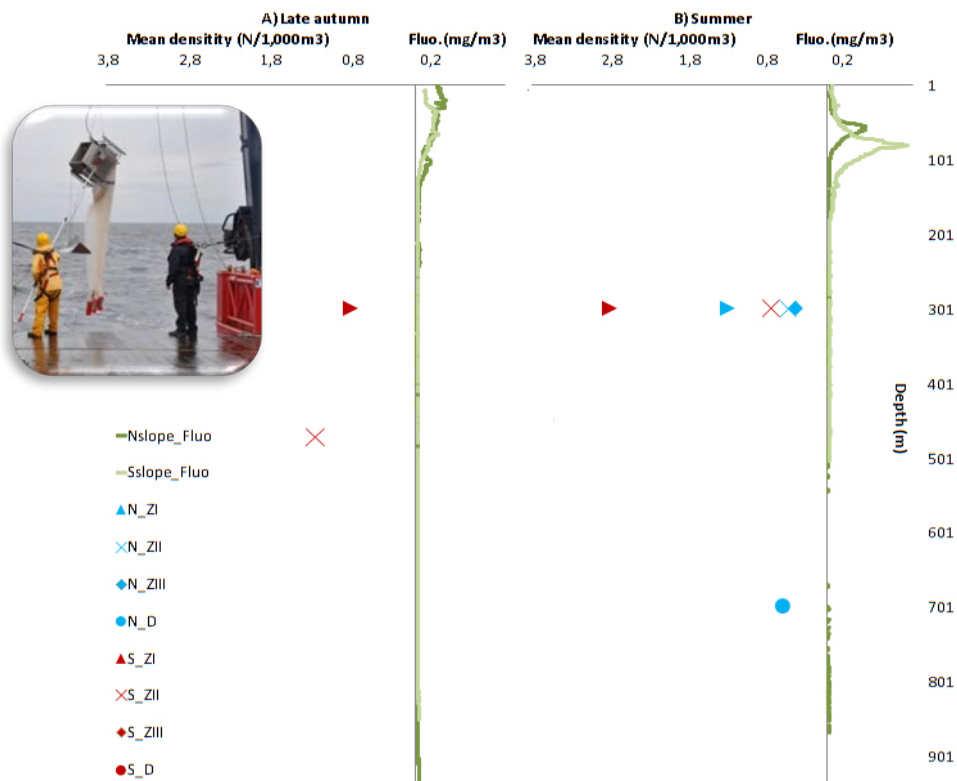 A) Late autumn
B) Summer
Mean densitity (N/1,000m3)
Fluo.(mg/m3)
Mean densitity (N/1,000m3)
Fluo.(mg/m3)
3,8 2,8 1,8 0,8 0,2
3,8 2,8 1,8 0,8 0,2
1
101
201
301
401
Depth (m)
501
601
701
801
901
Nslope_Fluo
Sslope_Fluo
N_ZI
N_ZII
N_ZIII
N_D
S_ZI
S_ZII
S_ZIII
S_D